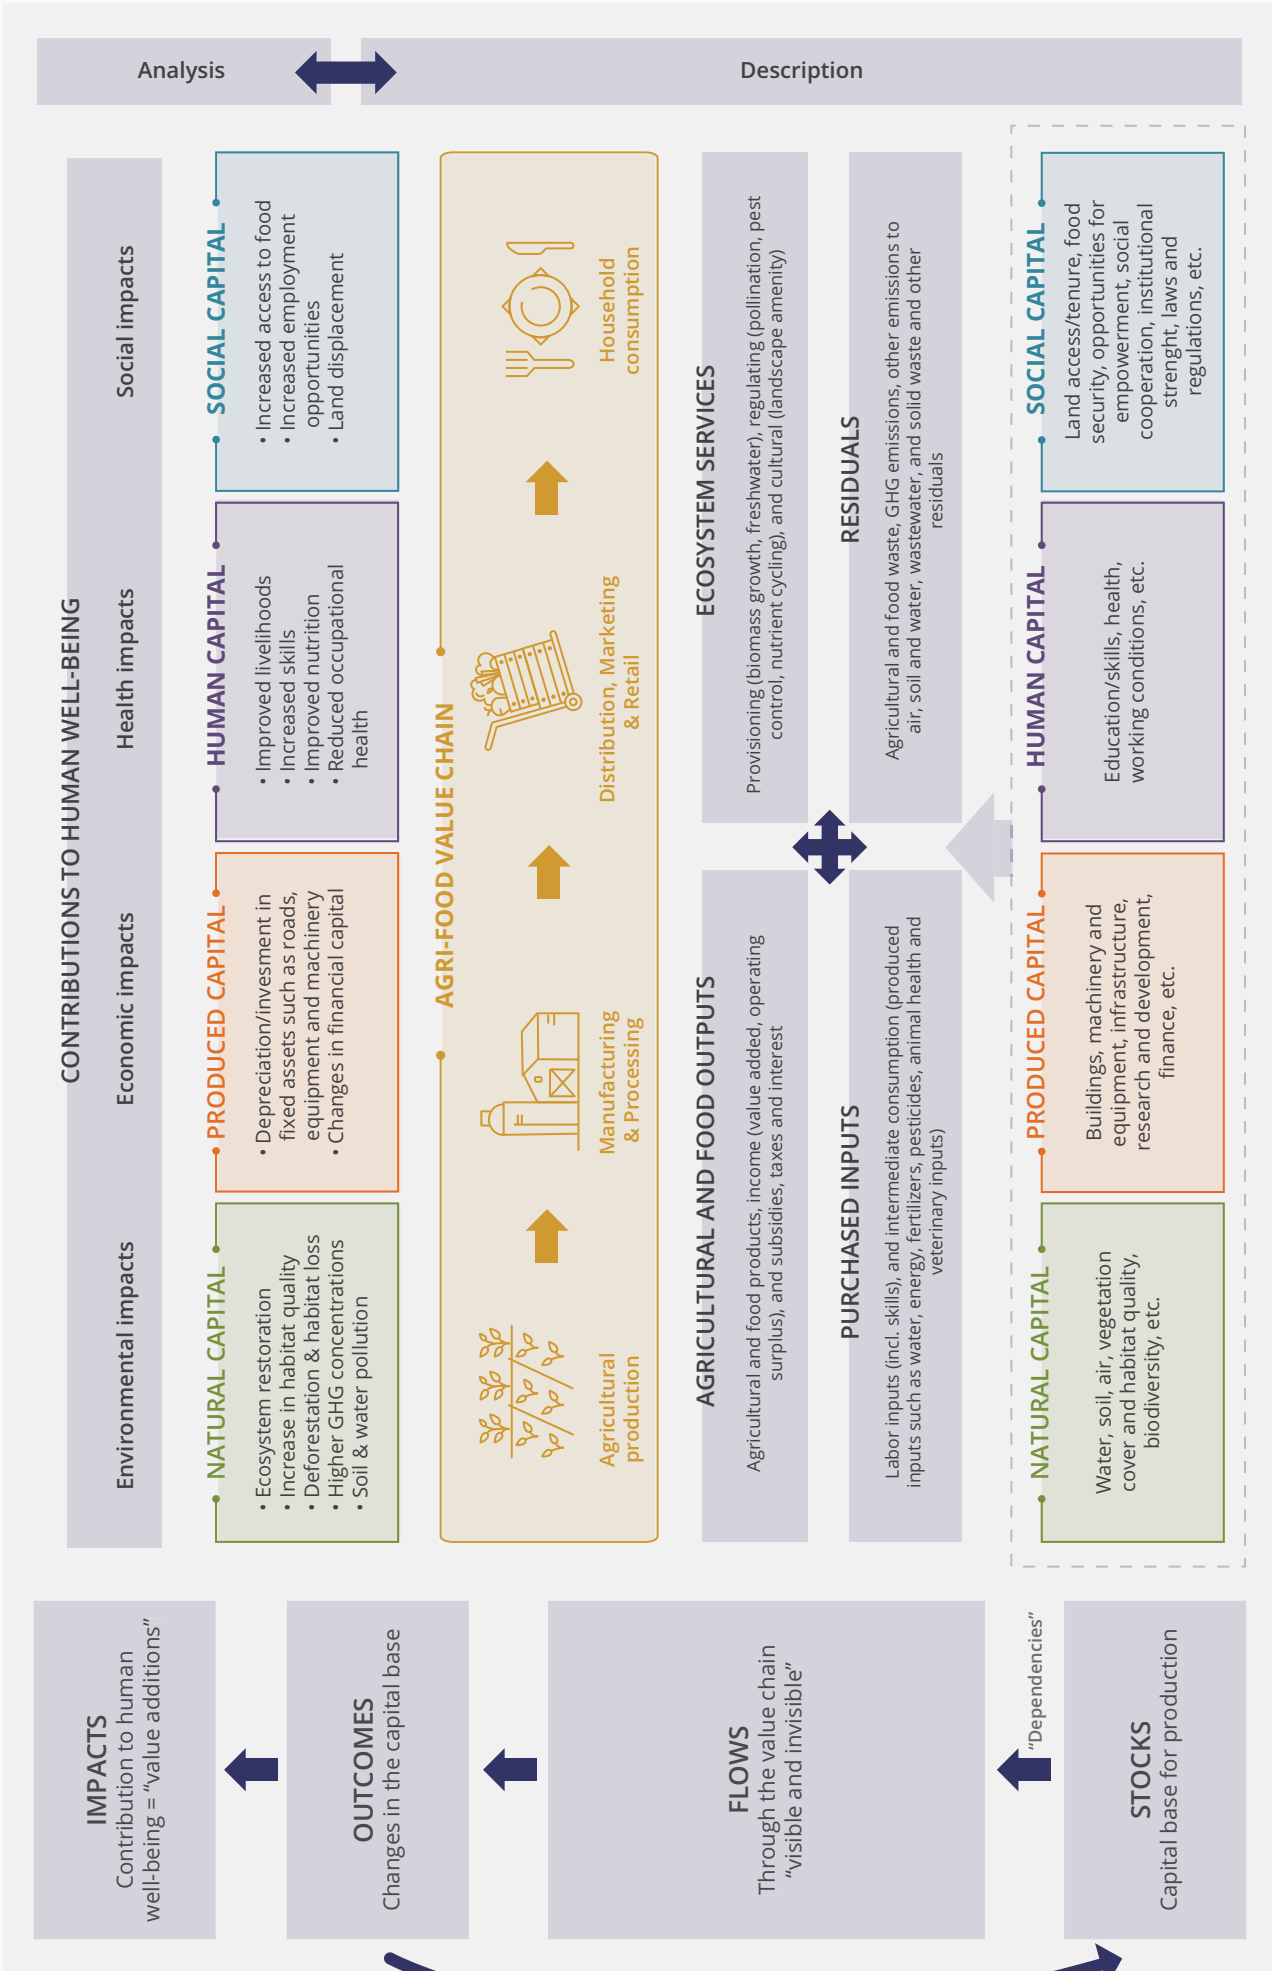 Analysis
Description
CONTRIBUTIONS TO HUMAN WELL-BEING
Environmental impacts
Economic impacts
Health impacts
Social impacts
IMPACTS
Contribution to human
well-being = “value additions”
NATURAL CAPITAL
• Ecosystem restoration
• Increase in habitat quality
• Deforestation & habitat loss
• Higher GHG concentrations
• Soil & water pollution
PRODUCED CAPITAL
• Depreciation/invesment in
fixed assets such as roads,
equipment and machinery
• Changes in financial capital
HUMAN CAPITAL
• Improved livelihoods
• Increased skills
• Improved nutrition
• Reduced occupational
health
SOCIAL CAPITAL
• Increased access to food
• Increased employment
opportunities
• Land displacement
OUTCOMES
Changes in the capital base
AGRI-FOOD VALUE CHAIN
Agricultural
production
Manufacturing
& Processing
Distribution, Marketing
& Retail
Household
consumption
FLOWS
Through the value chain
“visible and invisible”
AGRICULTURAL AND FOOD OUTPUTS
Agricultural and food products, income (value added, operating
surplus), and subsidies, taxes and interest
ECOSYSTEM SERVICES
Provisioning (biomass growth, freshwater), regulating (pollination, pest
control, nutrient cycling), and cultural (landscape amenity)
PURCHASED INPUTS
Labor inputs (incl. skills), and intermediate consumption (produced
inputs such as water, energy, fertilizers, pesticides, animal health and
veterinary inputs)
RESIDUALS
Agricultural and food waste, GHG emissions, other emissions to
air, soil and water, wastewater, and solid waste and other
residuals
“Dependencies”
STOCKS
Capital base for production
NATURAL CAPITAL
Water, soil, air, vegetation
cover and habitat quality,
biodiversity, etc.
PRODUCED CAPITAL
Buildings, machinery and
equipment, infrastructure,
research and development,
finance, etc.
HUMAN CAPITAL
Education/skills, health,
working conditions, etc.
SOCIAL CAPITAL
Land access/tenure, food
security, opportunities for
empowerment, social
cooperation, institutional
strenght, laws and
regulations, etc.